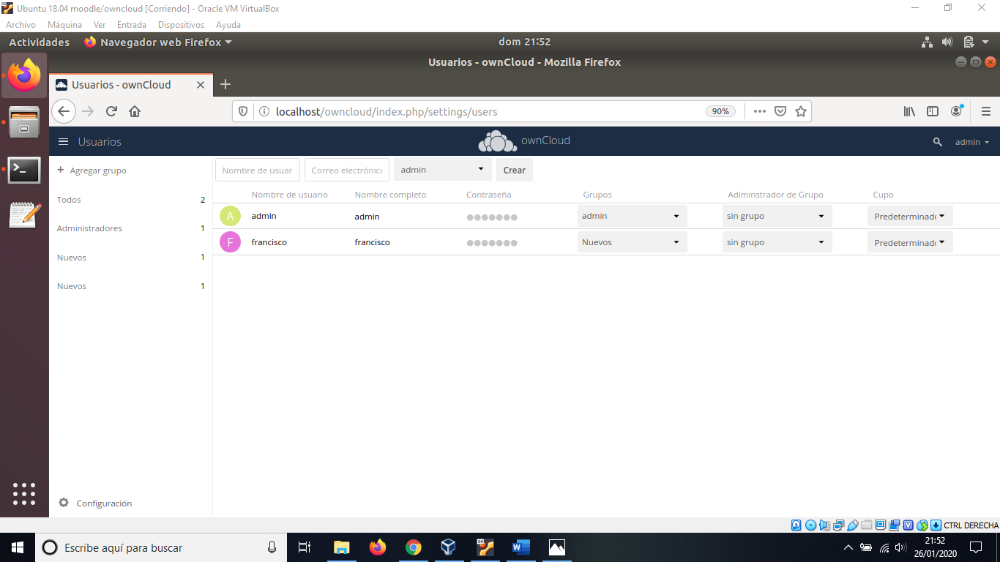 Ubuntu 18.04 moodle/owncloud [Corriendo] - Oracle VM VirtualBox
Archivo Máquina Ver Entrada Dispositivos Ayuda
Actividades Navegador web Firefox dom 21:52
Usuarios - ownCloud - Mozilla Firefox
Usuarios - ownCloud
localhost/owncloud/index.php/settings/users 90%
Usuarios ownCloud admin
+ Agregar grupo
Todos 2
Administradores 1
Nuevos 1
Nuevos 1
Configuración
Nombre de usuar Correo electrónico admin Crear
Nombre de usuario Nombre completo Contraseña Grupos Adiminstrador de Grupo Cupo
A admin admin ●●●●●●● admin sin grupo Predeterminado
F francisco francisco ●●●●●●● Nuevos sin grupo Predeterminado
CTRL DERECHA
Escribe aquí para buscar
21:52
26/01/2020